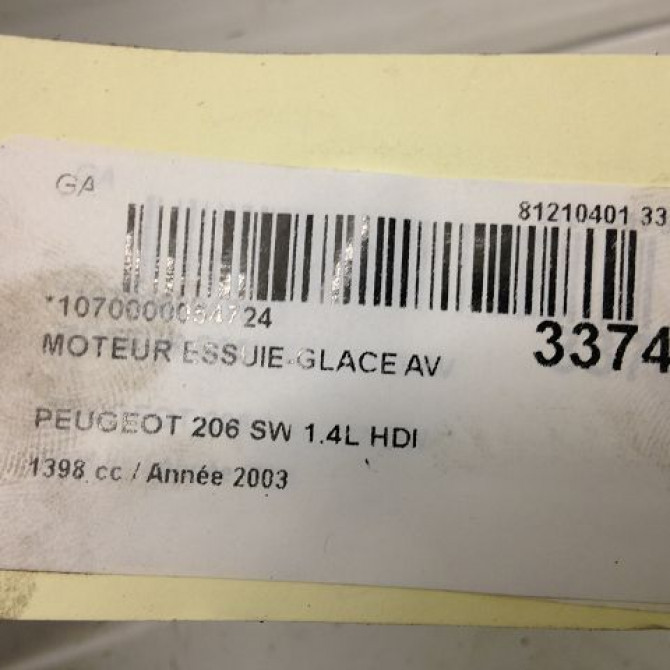 GA
81210401 33
*1070000064724
MOTEUR ESSUIE-GLACE AV
3374
PEUGEOT 206 SW 1.4L HDI
1398 cc / Année 2003